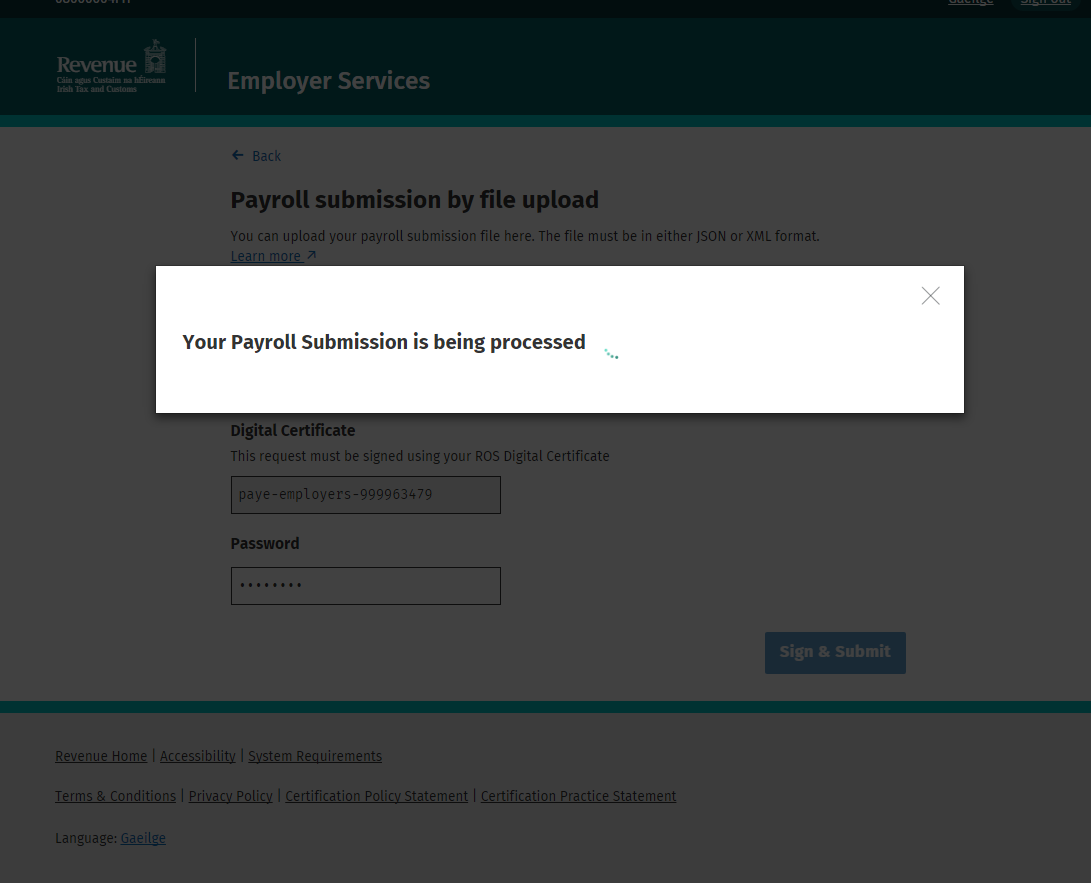 Gaeilge Sign Out
Revenue
Cáin agus Custaim na hÉireann
Irish Tax and Customs
Employer Services
Back
Payroll submission by file upload
You can upload your payroll submission file here. The file must be in either JSON or XML format.
Learn more
Your Payroll Submission is being processed
Digital Certificate
This request must be signed using your ROS Digital Certificate
paye-employers-999963479
Password
••••••••
Sign & Submit
Revenue Home | Accessibility | System Requirements
Terms & Conditions | Privacy Policy | Certification Policy Statement | Certification Practice Statement
Language: Gaeilge